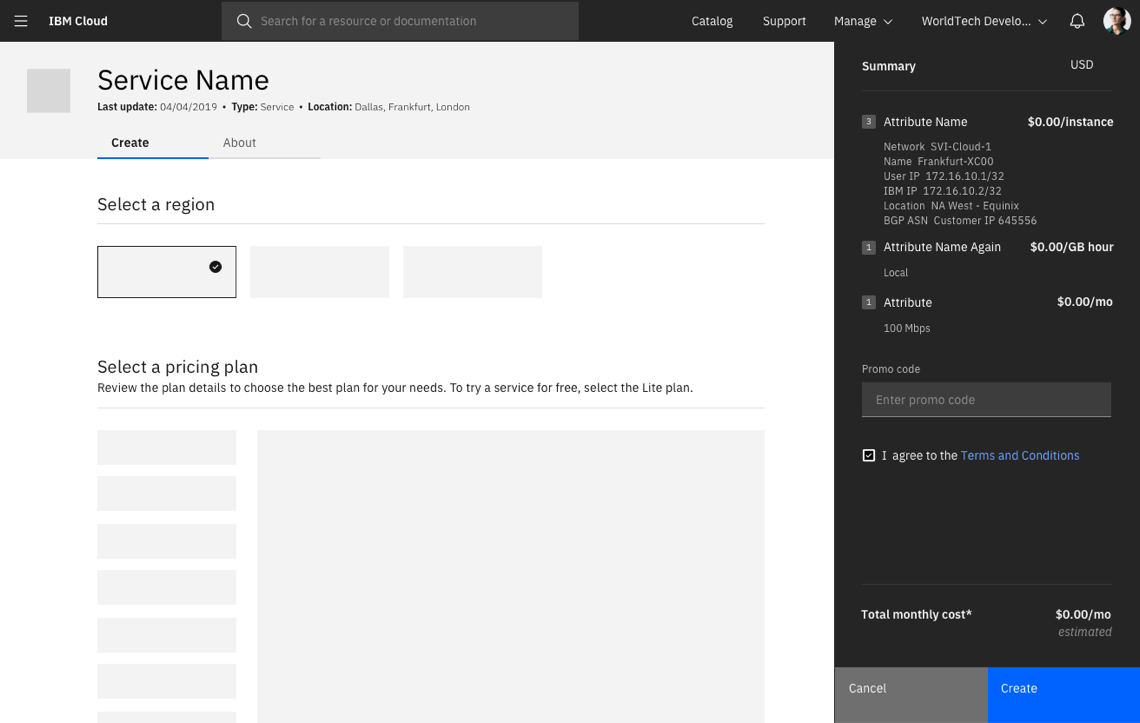 IBM Cloud
Search for a resource or documentation
Catalog
Support
Manage
WorldTech Develo...
Service Name
Last update: 04/04/2019 • Type: Service • Location: Dallas, Frankfurt, London
Create
About
Select a region
Select a pricing plan
Review the plan details to choose the best plan for your needs. To try a service for free, select the Lite plan.
Summary
USD
3 Attribute Name $0.00/instance
Network SVI-Cloud-1
Name Frankfurt-XC00
User IP 172.16.10.1/32
IBM IP 172.16.10.2/32
Location NA West - Equinix
BGP ASN Customer IP 645556
1 Attribute Name Again $0.00/GB hour
Local
1 Attribute $0.00/mo
100 Mbps
Promo code
Enter promo code
I agree to the Terms and Conditions
Total monthly cost* $0.00/mo
estimated
Cancel
Create